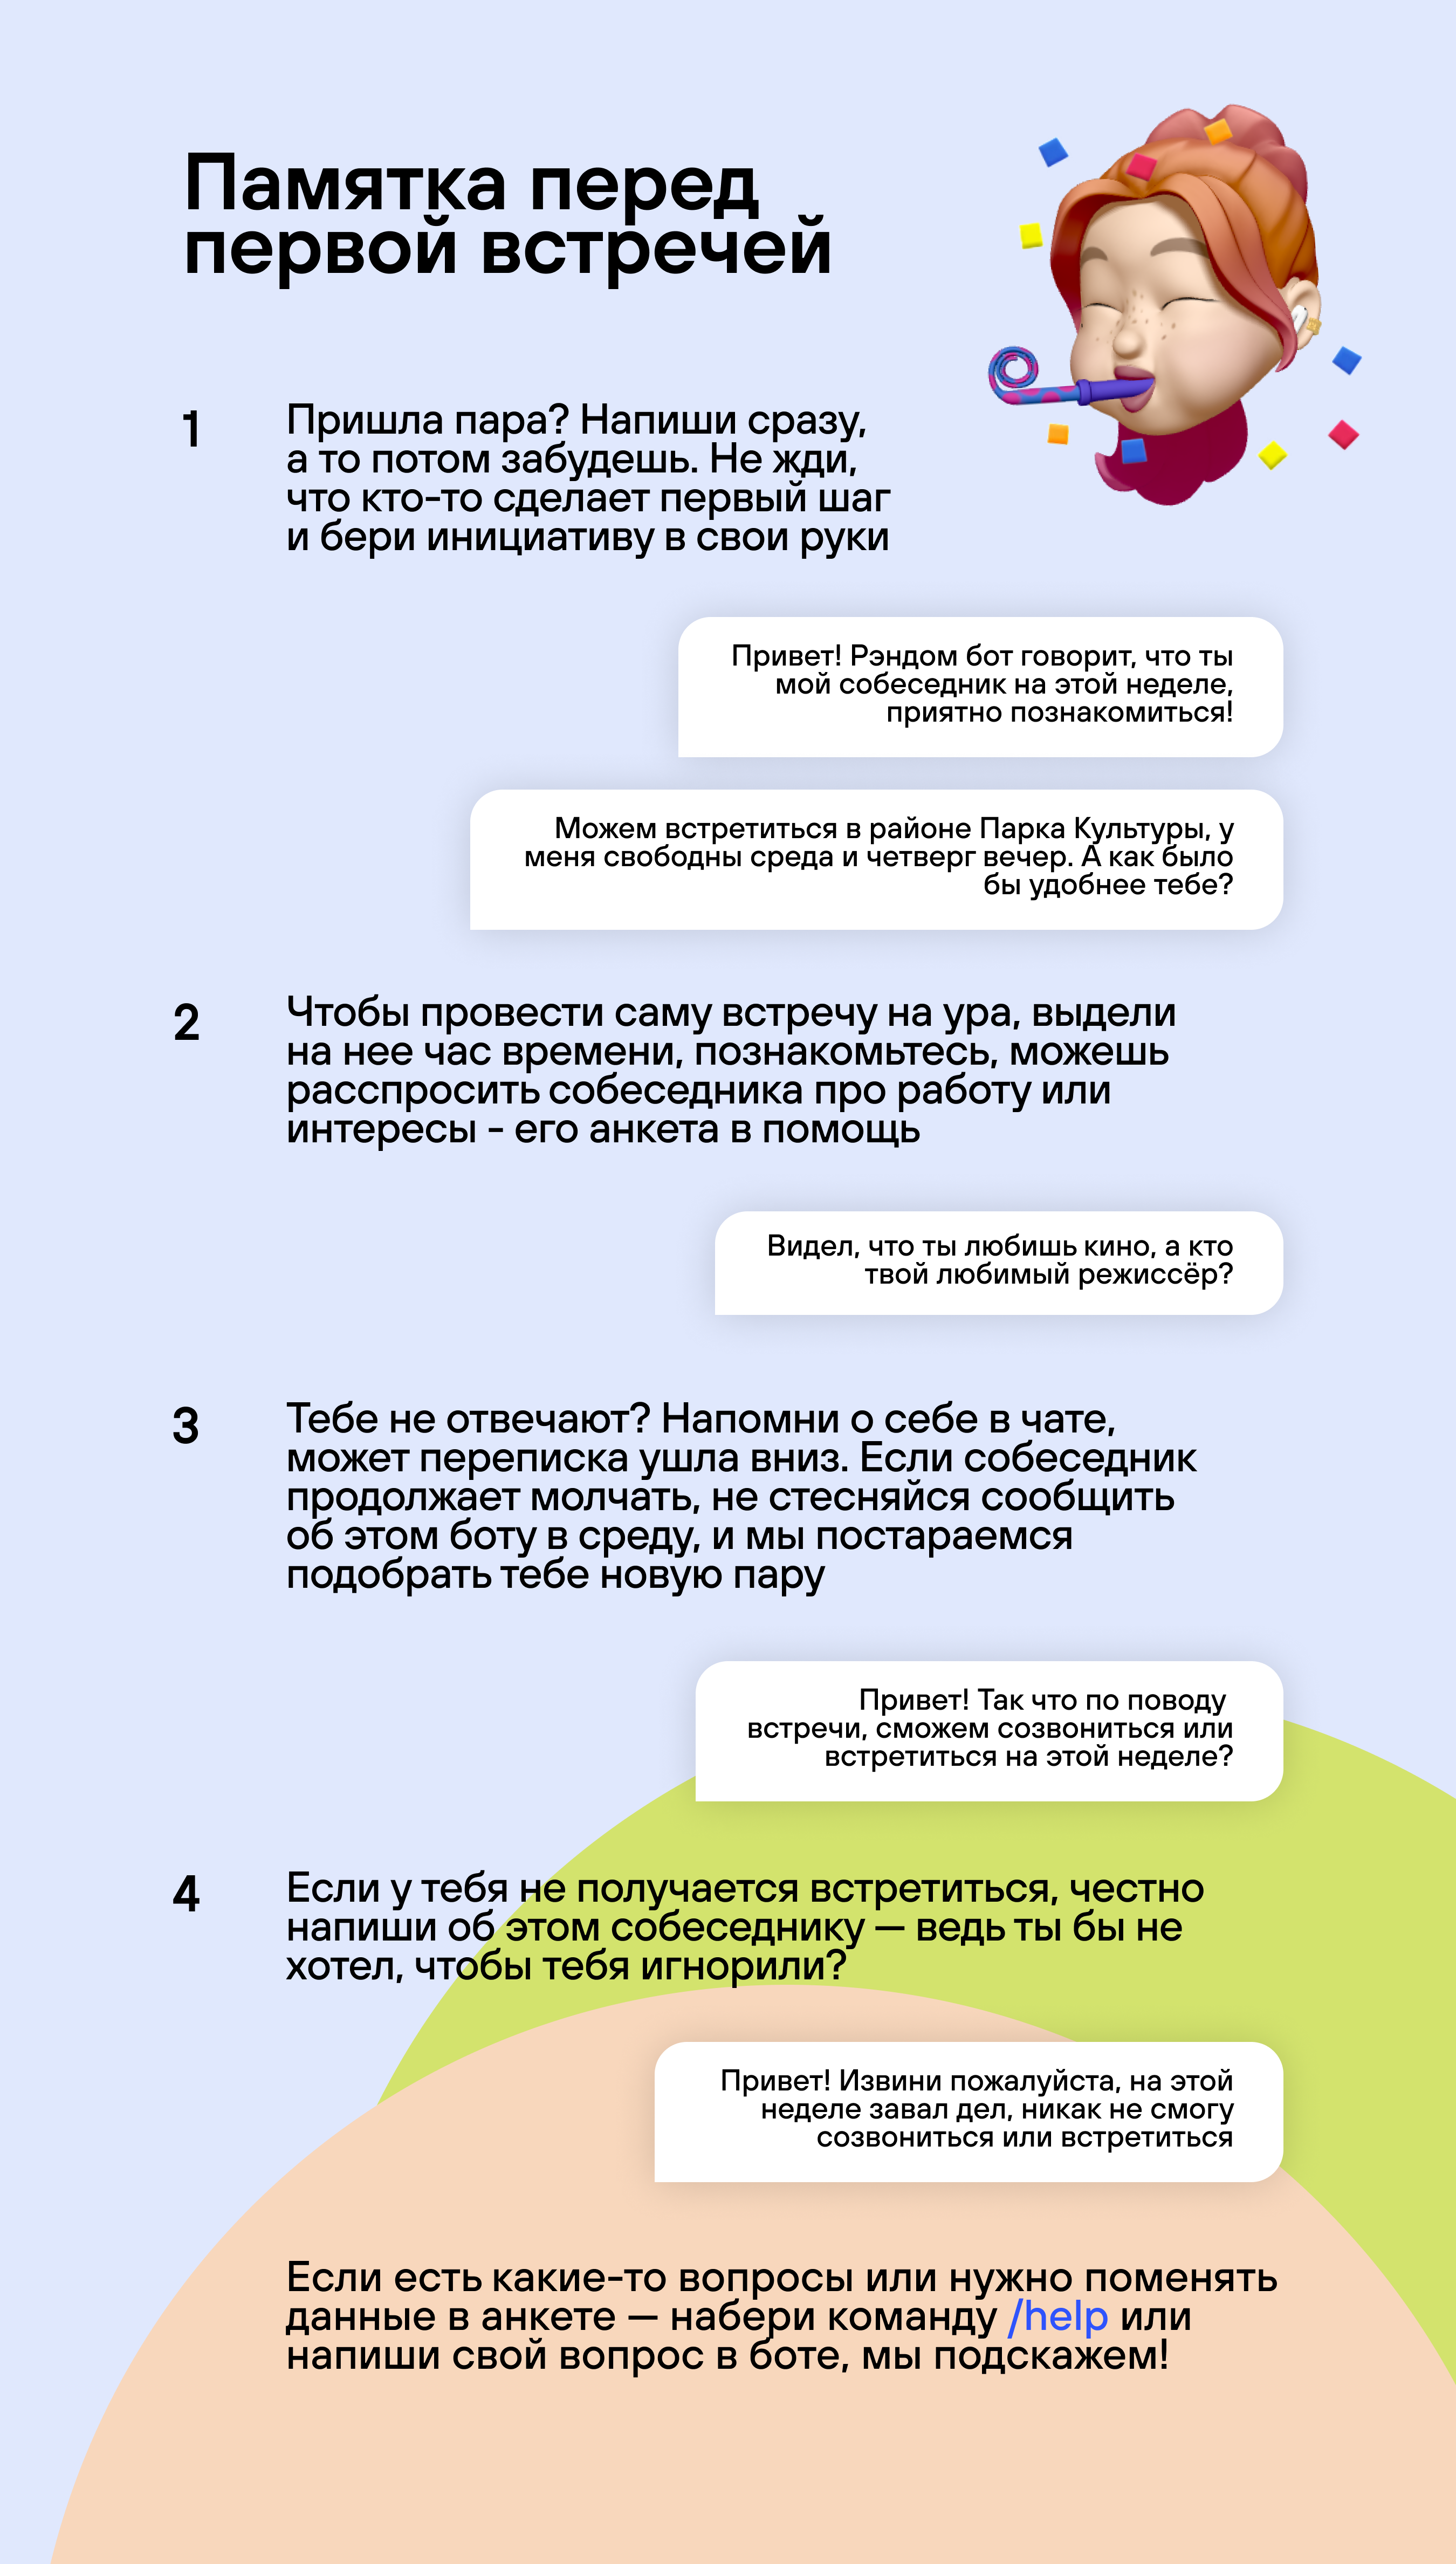 Памятка перед
первой встречей
1
Пришла пара? Напиши сразу,
а то потом забудешь. Не жди,
что кто-то сделает первый шаг
и бери инициативу в свои руки
Привет! Рэндом бот говорит, что ты
мой собеседник на этой неделе,
приятно познакомиться!
Можем встретиться в районе Парка Культуры, у
меня свободны среда и четверг вечер. А как было
бы удобнее тебе?
2
Чтобы провести саму встречу на ура, выдели
на нее час времени, познакомьтесь, можешь
расспросить собеседника про работу или
интересы - его анкета в помощь
Видел, что ты любишь кино, а кто
твой любимый режиссёр?
3
Тебе не отвечают? Напомни о себе в чате,
может переписка ушла вниз. Если собеседник
продолжает молчать, не стесняйся сообщить
об этом боту в среду, и мы постараемся
подобрать тебе новую пару
Привет! Так что по поводу
встречи, сможем созвониться или
встретиться на этой неделе?
4
Если у тебя не получается встретиться, честно
напиши об этом собеседнику — ведь ты бы не
хотел, чтобы тебя игнорили?
Привет! Извини пожалуйста, на этой
неделе завал дел, никак не смогу
созвониться или встретиться
Если есть какие-то вопросы или нужно поменять
данные в анкете — набери команду /help или
напиши свой вопрос в боте, мы подскажем!